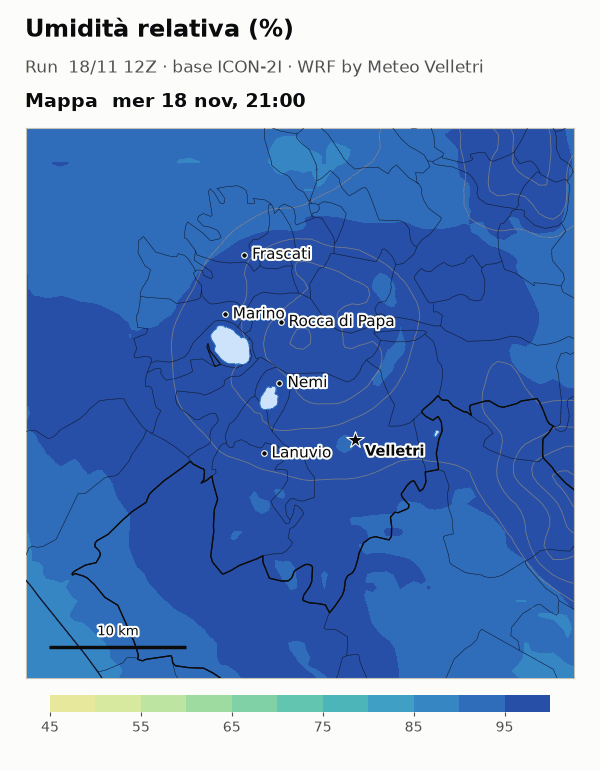 Umidità relativa (%)
Run  18/11 12Z · base ICON-2I · WRF by Meteo Velletri
Mappa  mer 18 nov, 21:00
Frascati
Marino
Rocca di Papa
Nemi
Velletri
Lanuvio
10 km
45 55 65 75 85 95